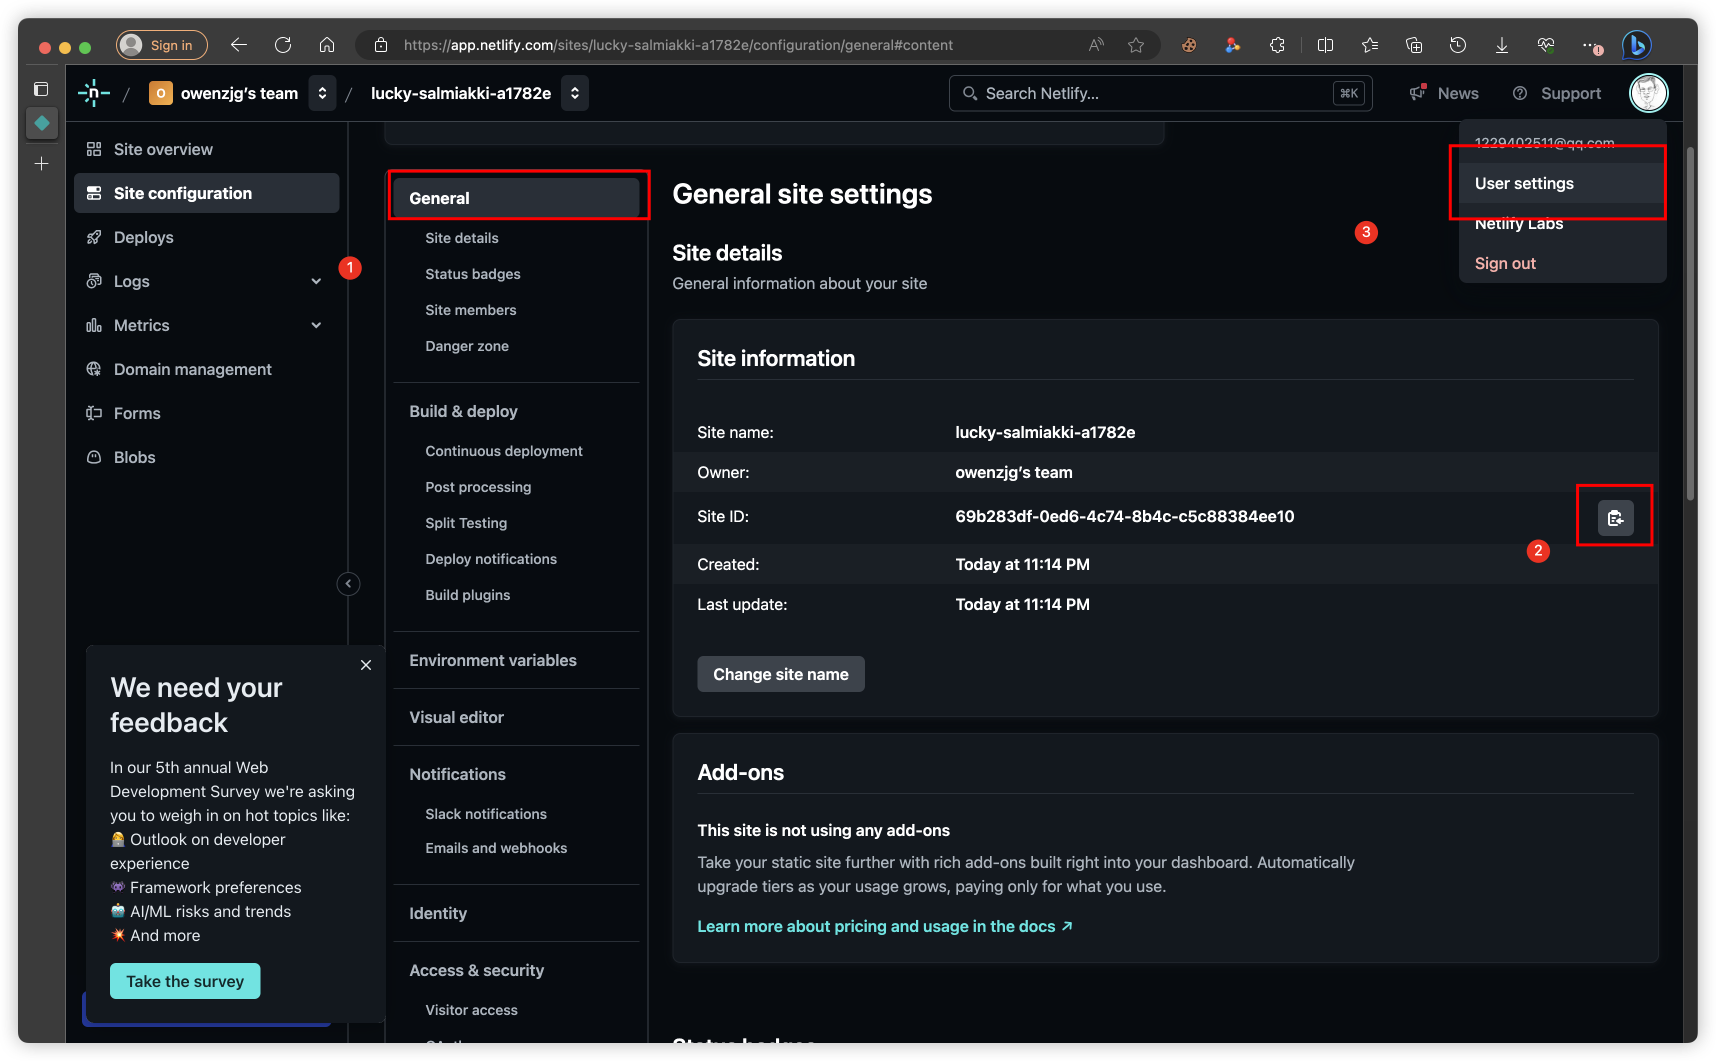 Sign in
https://app.netlify.com/sites/lucky-salmiakki-a1782e/configuration/general#content
/ O owenzjg's team / lucky-salmiakki-a1782e
Search Netlify... ⌘K
News
Support
1229402511@qq.com
User settings
Netlify Labs
Sign out
Site overview
Site configuration
Deploys
Logs
Metrics
Domain management
Forms
Blobs
1
We need your
feedback
In our 5th annual Web
Development Survey we're asking
you to weigh in on hot topics like:
Outlook on developer
experience
Framework preferences
AI/ML risks and trends
And more
Take the survey
General
Site details
Status badges
Site members
Danger zone
Build & deploy
Continuous deployment
Post processing
Split Testing
Deploy notifications
Build plugins
Environment variables
Visual editor
Notifications
Slack notifications
Emails and webhooks
Identity
Access & security
Visitor access
General site settings
3
Site details
General information about your site
Site information
Site name: lucky-salmiakki-a1782e
Owner: owenzjg's team
Site ID: 69b283df-0ed6-4c74-8b4c-c5c88384ee10
2
Created: Today at 11:14 PM
Last update: Today at 11:14 PM
Change site name
Add-ons
This site is not using any add-ons
Take your static site further with rich add-ons built right into your dashboard. Automatically
upgrade tiers as your usage grows, paying only for what you use.
Learn more about pricing and usage in the docs ↗
Status badges